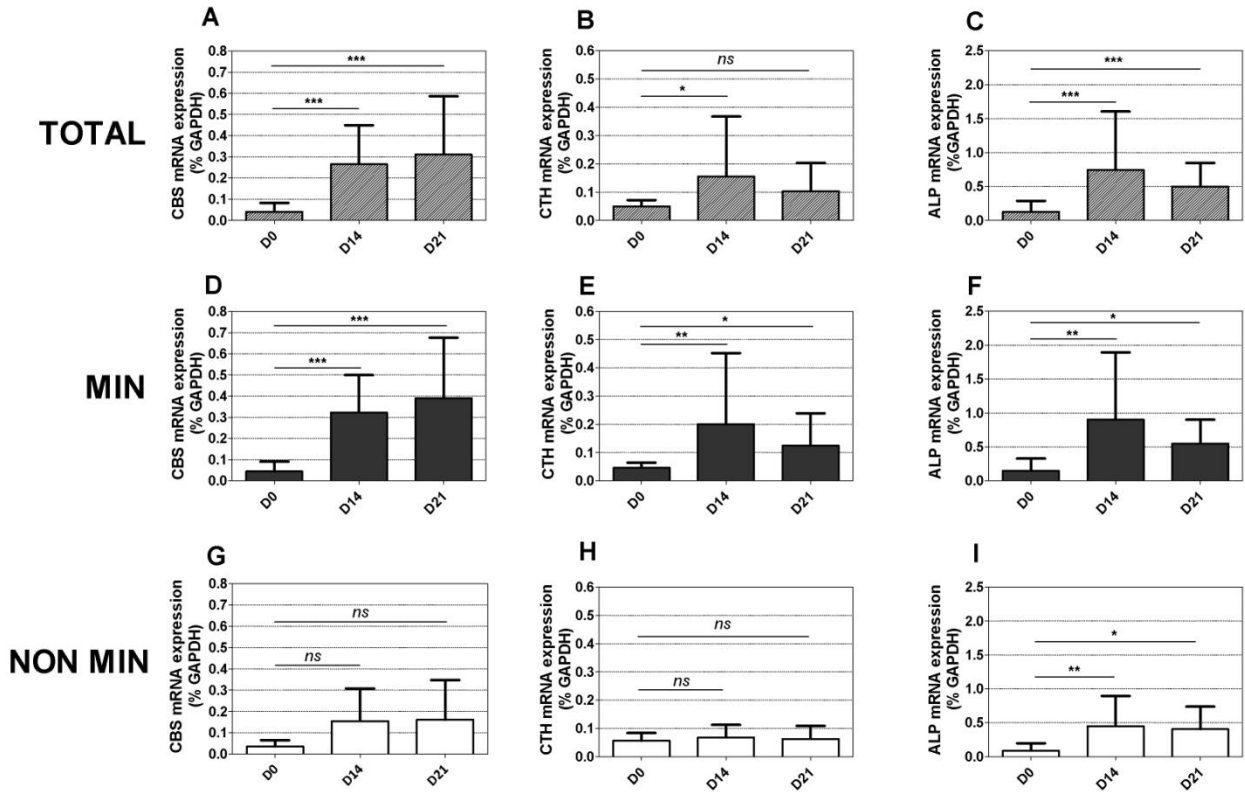 A
CBS mRNA expression
(% GAPDH)
0.8
0.7
0.6
0.5
0.4
0.3
0.2
0.1
0.0
***
***
D0
D14
D21
B
CTH mRNA expression
(% GAPDH)
0.6
0.5
0.4
0.3
0.2
0.1
0.0
ns
*
D0
D14
D21
C
ALP mRNA expression
(%GAPDH)
2.5
2.0
1.5
1.0
0.5
0.0
***
***
D0
D14
D21
TOTAL
D
CBS mRNA expression
(% GAPDH)
0.8
0.7
0.6
0.5
0.4
0.3
0.2
0.1
0.0
***
***
D0
D14
D21
E
CTH mRNA expression
(% GAPDH)
0.6
0.5
0.4
0.3
0.2
0.1
0.0
*
**
D0
D14
D21
F
ALP mRNA expression
(% GAPDH)
2.5
2.0
1.5
1.0
0.5
0.0
*
**
D0
D14
D21
MIN
G
CBS mRNA expression
(% GAPDH)
0.8
0.7
0.6
0.5
0.4
0.3
0.2
0.1
0.0
ns
ns
D0
D14
D21
H
CTH mRNA expression
(% GAPDH)
0.6
0.5
0.4
0.3
0.2
0.1
0.0
ns
ns
D0
D14
D21
I
ALP mRNA expression
(% GAPDH)
2.5
2.0
1.5
1.0
0.5
0.0
*
**
D0
D14
D21
NON MIN